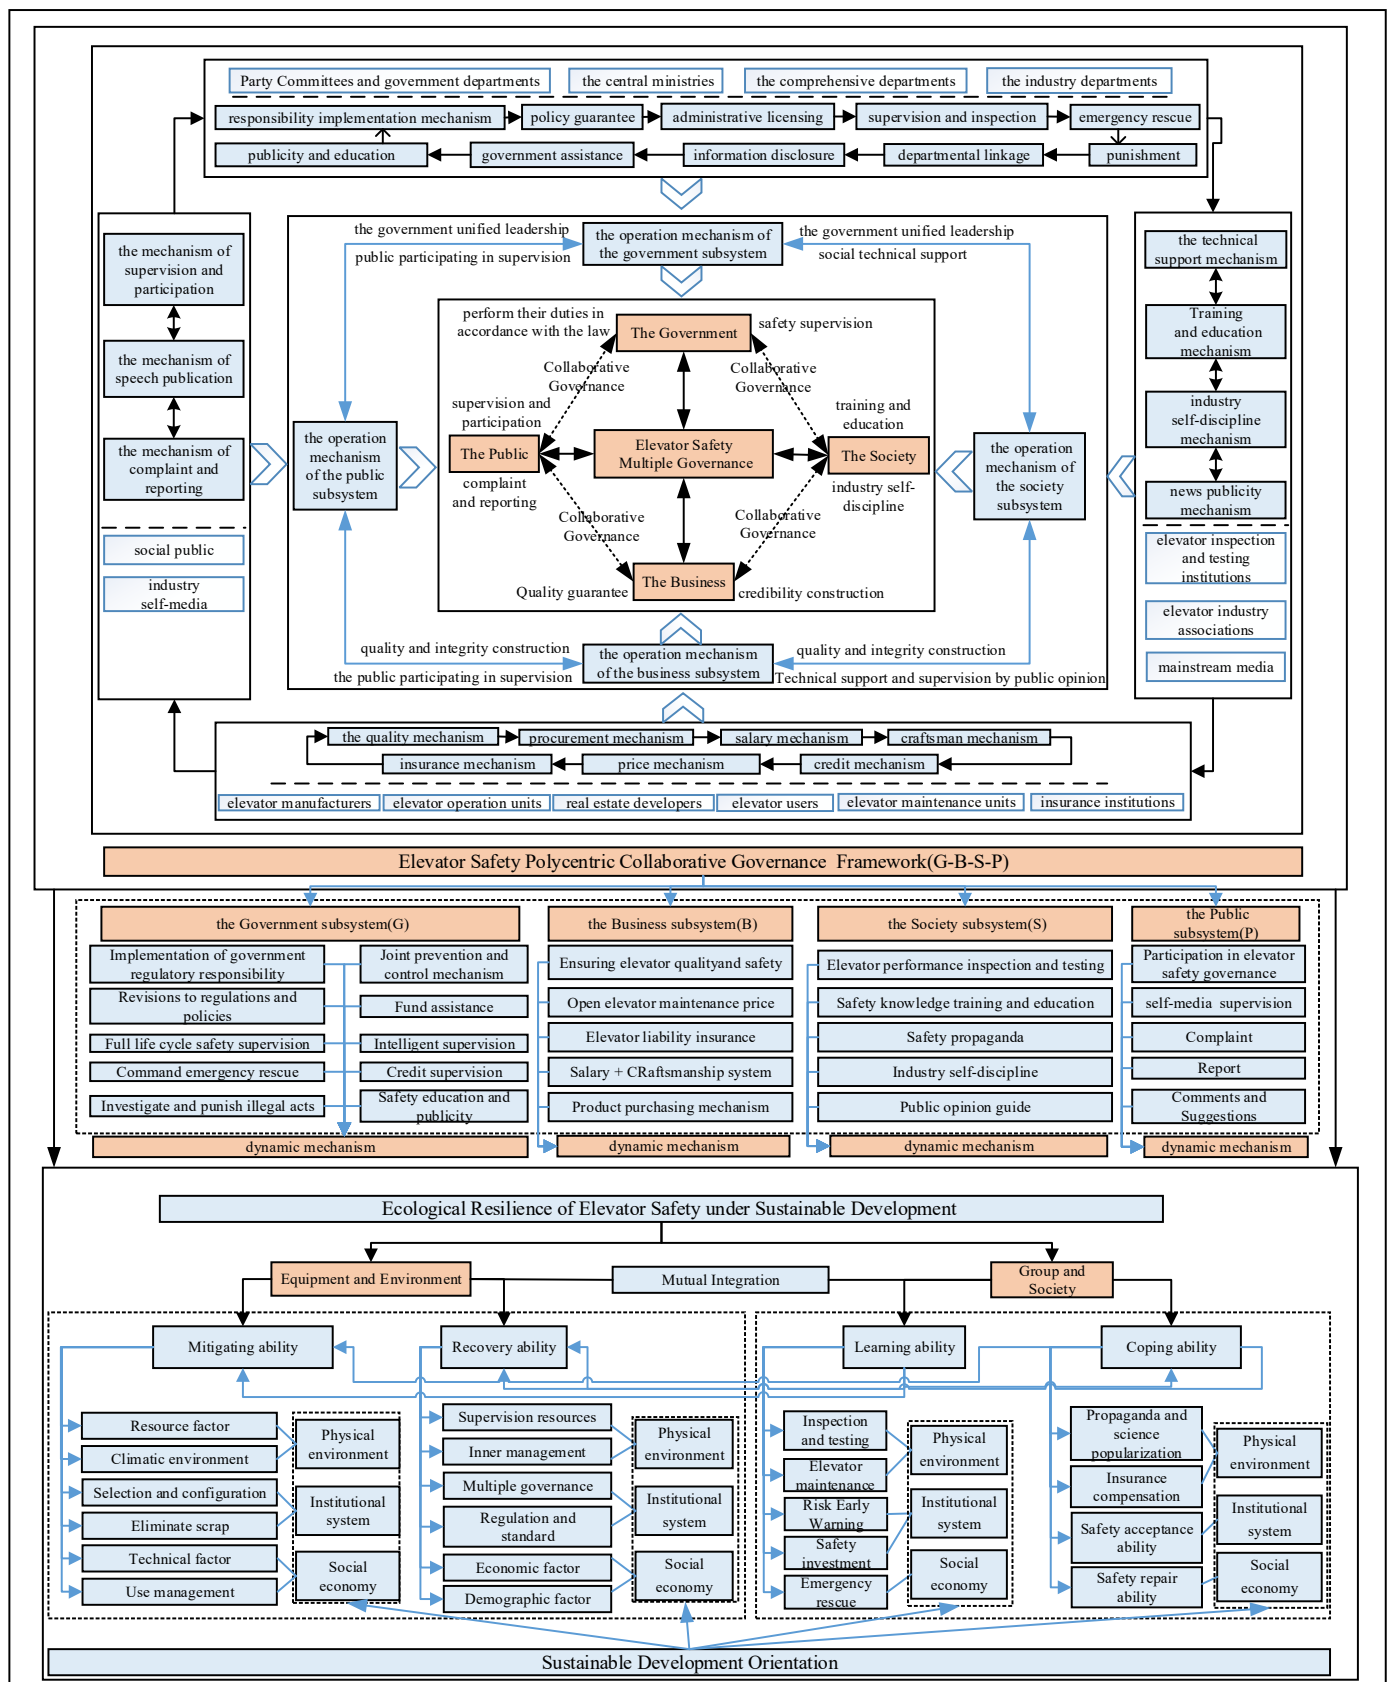 Party Committees and government departments
the central ministries
the comprehensive departments
the industry departments
responsibility implementation mechanism
policy guarantee
administrative licensing
supervision and inspection
emergency rescue
publicity and education
government assistance
information disclosure
departmental linkage
punishment
the mechanism of
supervision and
participation
the mechanism of
speech publication
the mechanism of
complaint and
reporting
social public
industry
self-media
the government unified leadership
public participating in supervision
the operation mechanism of
the government subsystem
the government unified leadership
social technical support
the operation
mechanism
of the public
subsystem
perform their duties in
accordance with the law
The Government
safety supervision
Collaborative
Governance
Collaborative
Governance
supervision and
participation
training and
education
The Public
Elevator Safety
Multiple Governance
The Society
complaint
and reporting
industry self-
discipline
Collaborative
Governance
Collaborative
Governance
Quality guarantee
The Business
credibility construction
the operation
mechanism of
the society
subsystem
quality and integrity construction
the public participating in supervision
the operation mechanism
of the business subsystem
quality and integrity construction
Technical support and supervision by public opinion
the technical
support mechanism
Training
and education
mechanism
industry
self-discipline
mechanism
news publicity
mechanism
elevator inspection
and testing
institutions
elevator industry
associations
mainstream media
the quality mechanism
procurement mechanism
salary mechanism
craftsman mechanism
insurance mechanism
price mechanism
credit mechanism
elevator manufacturers
elevator operation units
real estate developers
elevator users
elevator maintenance units
insurance institutions
Elevator Safety Polycentric Collaborative Governance  Framework(G-B-S-P)
the Government subsystem(G)
the Business subsystem(B)
the Society subsystem(S)
the Public
subsystem(P)
Implementation of government
regulatory responsibility
Joint prevention and
control mechanism
Revisions to regulations and
policies
Fund assistance
Full life cycle safety supervision
Intelligent supervision
Command emergency rescue
Credit supervision
Investigate and punish illegal acts
Safety education and
publicity
dynamic mechanism
Ensuring elevator qualityand safety
Open elevator maintenance price
Elevator liability insurance
Salary + CRaftsmanship system
Product purchasing mechanism
dynamic mechanism
Elevator performance inspection and testing
Safety knowledge training and education
Safety propaganda
Industry self-discipline
Public opinion guide
dynamic mechanism
Participation in elevator
safety governance
self-media  supervision
Complaint
Report
Comments and
Suggestions
dynamic mechanism
Ecological Resilience of Elevator Safety under Sustainable Development
Equipment and Environment
Mutual Integration
Group and
Society
Mitigating ability
Recovery ability
Learning ability
Coping ability
Resource factor
Climatic environment
Selection and configuration
Eliminate scrap
Technical factor
Use management
Physical
environment
Institutional
system
Social
economy
Supervision resources
Inner management
Multiple governance
Regulation and
standard
Economic factor
Demographic factor
Physical
environment
Institutional
system
Social
economy
Inspection
and testing
Elevator
maintenance
Risk Early
Warning
Safety
investment
Emergency
rescue
Physical
environment
Institutional
system
Social
economy
Propaganda and
science
popularization
Insurance
compensation
Safety acceptance
ability
Safety repair
ability
Physical
environment
Institutional
system
Social
economy
Sustainable Development Orientation